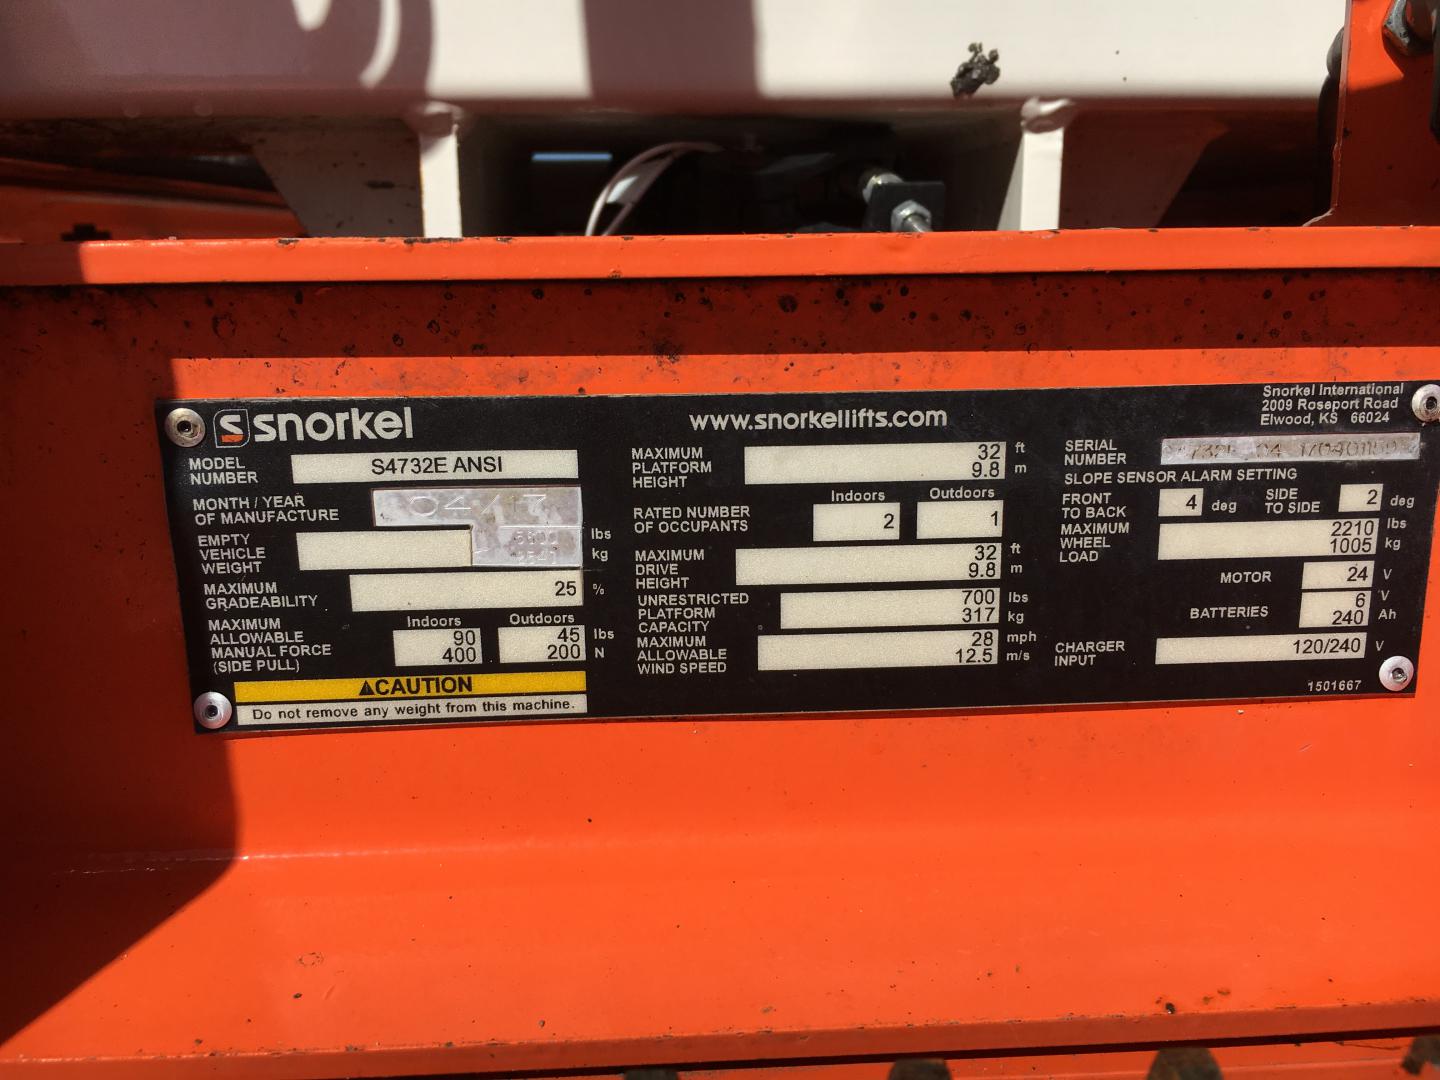 snorkel
www.snorkellifts.com
Snorkel International
2009 Roseport Road
Elwood, KS 66024
MODEL NUMBER S4732E ANSI
MONTH / YEAR OF MANUFACTURE 04/17
EMPTY VEHICLE WEIGHT lbs kg
MAXIMUM GRADEABILITY 25 %
Indoors Outdoors
MAXIMUM ALLOWABLE MANUAL FORCE (SIDE PULL)
90 45 lbs
400 200 N
⚠CAUTION
Do not remove any weight from this machine.
MAXIMUM PLATFORM HEIGHT
32 ft
9.8 m
Indoors Outdoors
RATED NUMBER OF OCCUPANTS 2 1
MAXIMUM DRIVE HEIGHT
32 ft
9.8 m
UNRESTRICTED PLATFORM CAPACITY
700 lbs
317 kg
MAXIMUM ALLOWABLE WIND SPEED
28 mph
12.5 m/s
SERIAL NUMBER
SLOPE SENSOR ALARM SETTING
FRONT TO BACK 4 deg SIDE TO SIDE 2 deg
MAXIMUM WHEEL LOAD
2210 lbs
1005 kg
MOTOR 24 V
BATTERIES
6 V
240 Ah
CHARGER INPUT 120/240 V
1501667